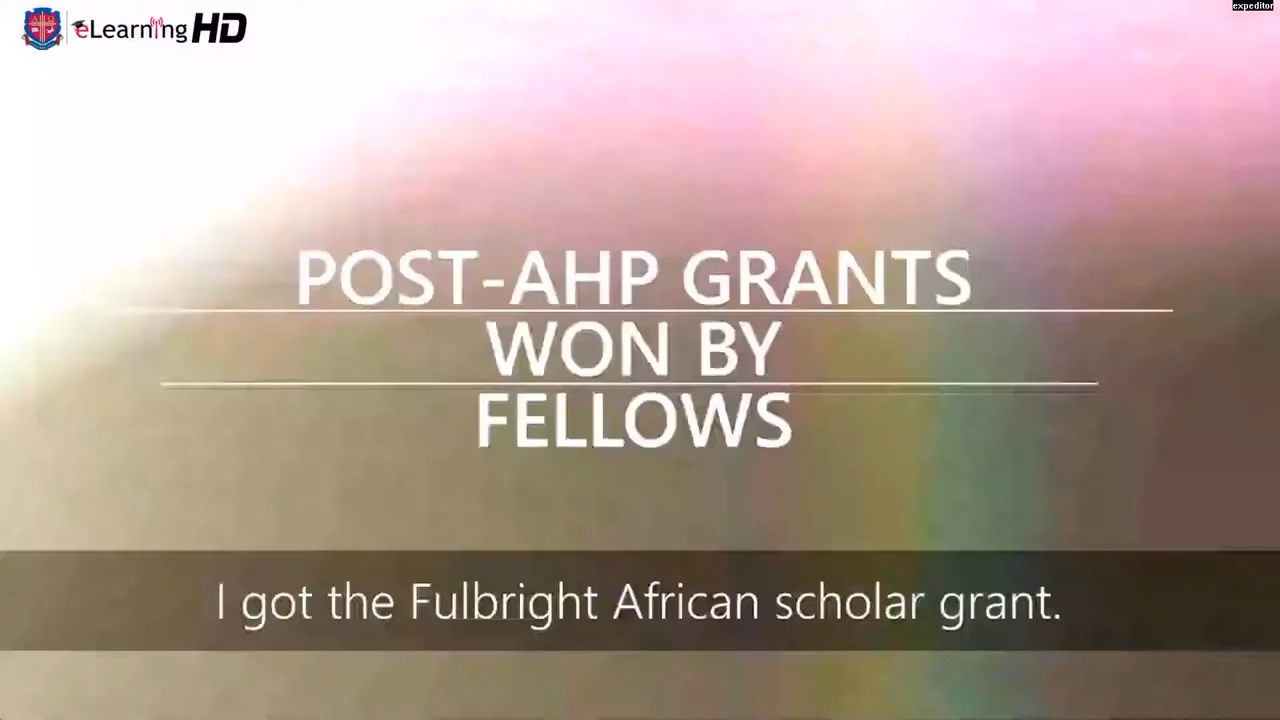 eLearning HD
expeditor
POST-AHP GRANTS
WON BY
FELLOWS
I got the Fulbright African scholar grant.